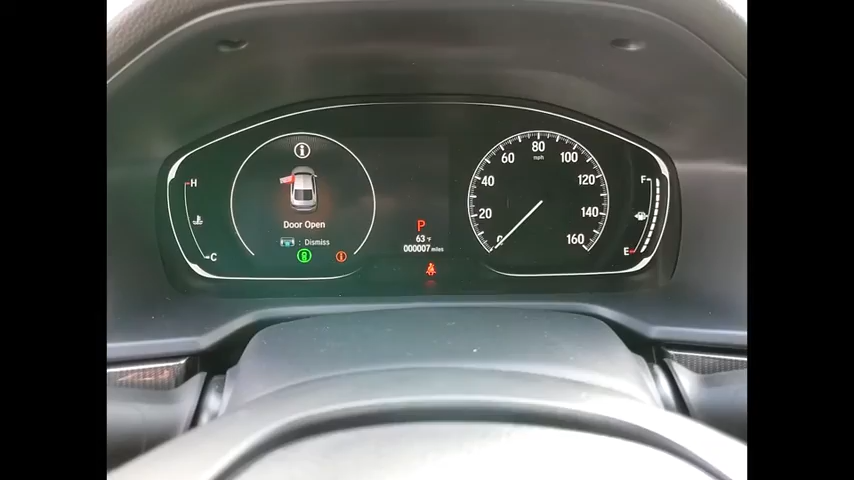 H
C
Door Open
: Dismiss
P
63 °F
000007 miles
0
20
40
60
80
100
120
140
160
mph
F
E